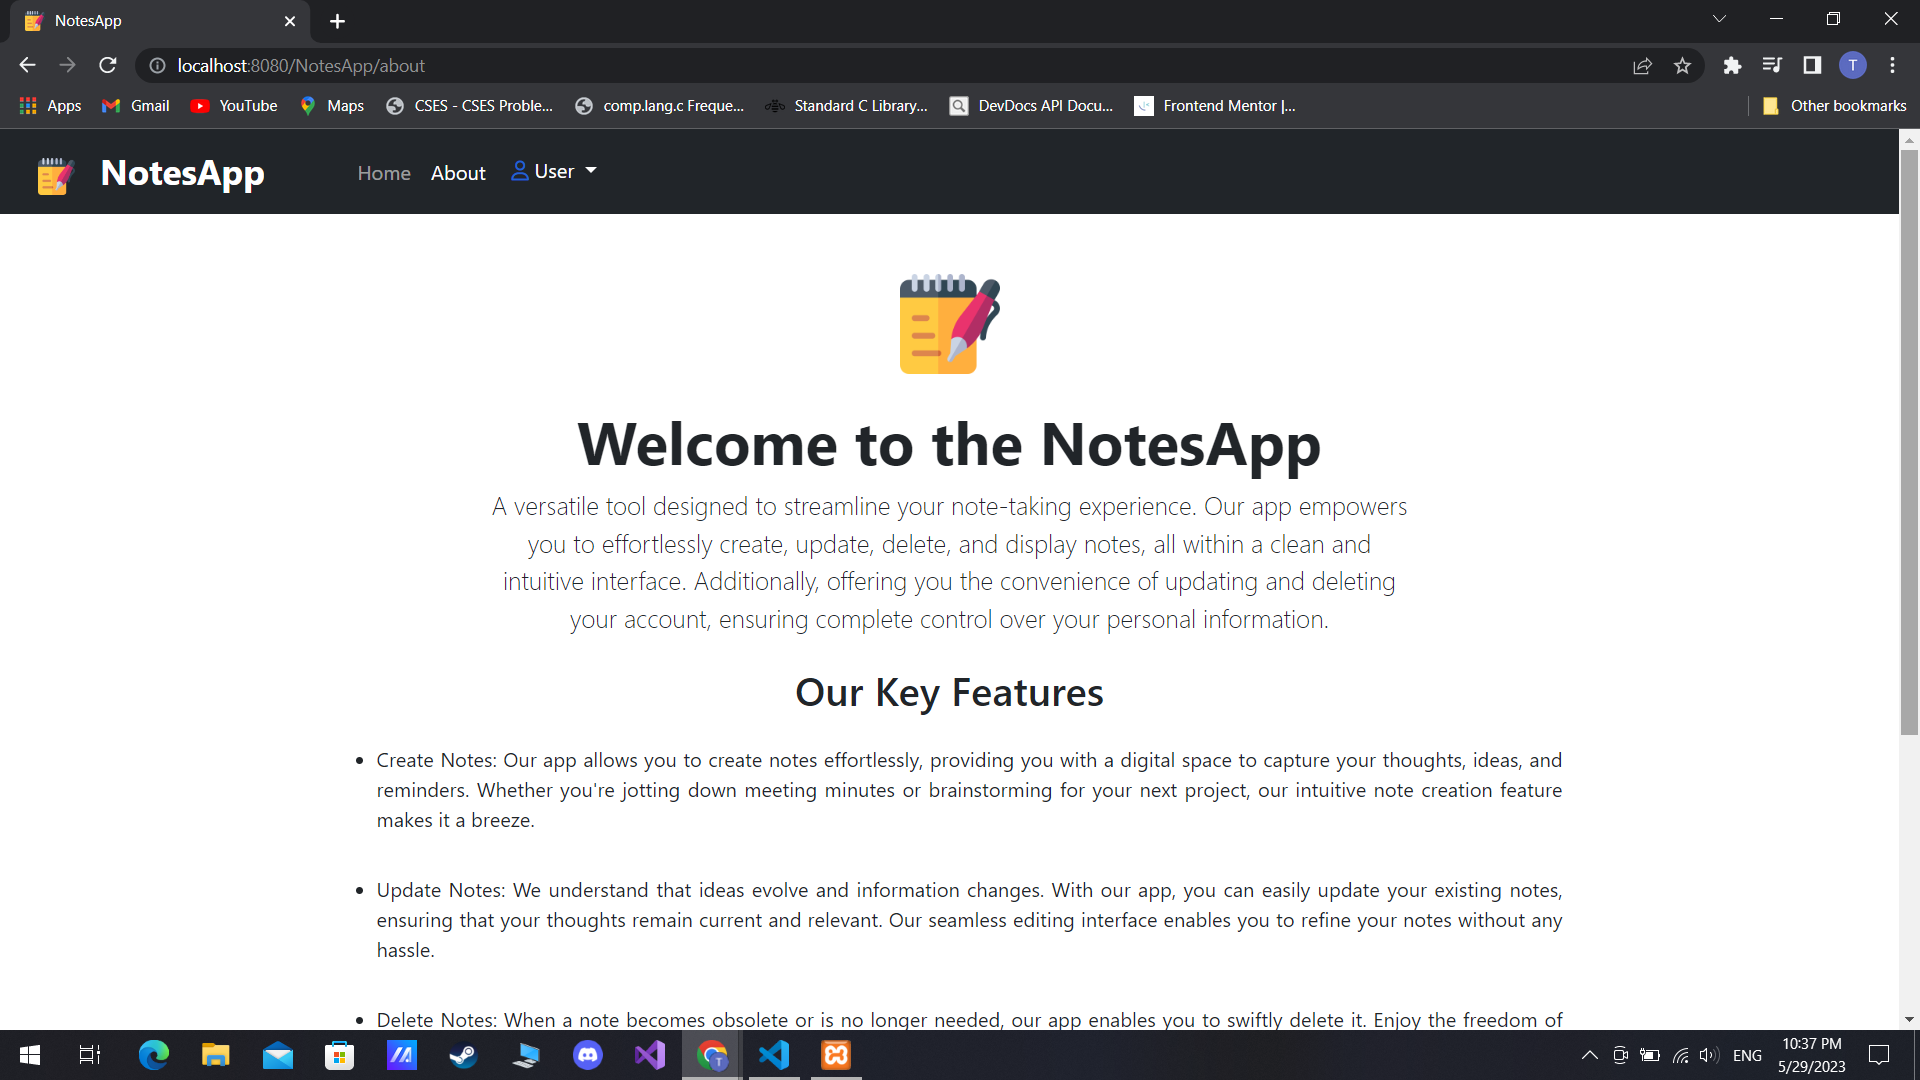 NotesApp
localhost:8080/NotesApp/about
T
Apps Gmail YouTube Maps CSES - CSES Proble... comp.lang.c Freque... Standard C Library... DevDocs API Docu... Frontend Mentor |... Other bookmarks
NotesApp Home About User
Welcome to the NotesApp
A versatile tool designed to streamline your note-taking experience. Our app empowers
you to effortlessly create, update, delete, and display notes, all within a clean and
intuitive interface. Additionally, offering you the convenience of updating and deleting
your account, ensuring complete control over your personal information.
Our Key Features
• Create Notes: Our app allows you to create notes effortlessly, providing you with a digital space to capture your thoughts, ideas, and
reminders. Whether you're jotting down meeting minutes or brainstorming for your next project, our intuitive note creation feature
makes it a breeze.
• Update Notes: We understand that ideas evolve and information changes. With our app, you can easily update your existing notes,
ensuring that your thoughts remain current and relevant. Our seamless editing interface enables you to refine your notes without any
hassle.
• Delete Notes: When a note becomes obsolete or is no longer needed, our app enables you to swiftly delete it. Enjoy the freedom of
T
ENG
10:37 PM
5/29/2023